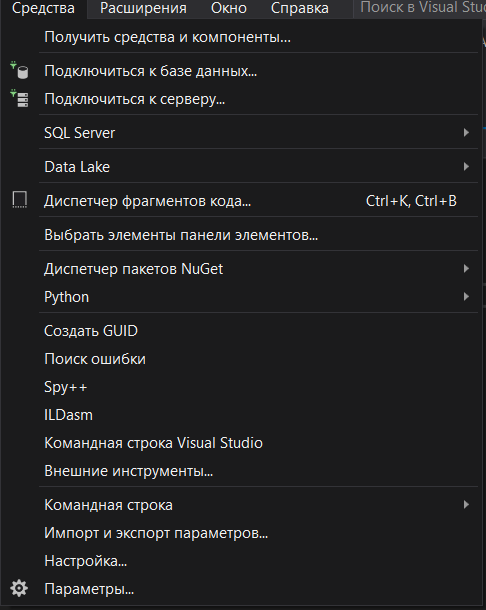 Средства Расширения Окно Справка Поиск в Visual Stu
Получить средства и компоненты...
Подключиться к базе данных...
Подключиться к серверу...
SQL Server
Data Lake
Диспетчер фрагментов кода... Ctrl+K, Ctrl+B
Выбрать элементы панели элементов...
Диспетчер пакетов NuGet
Python
Создать GUID
Поиск ошибки
Spy++
ILDasm
Командная строка Visual Studio
Внешние инструменты...
Командная строка
Импорт и экспорт параметров...
Настройка...
Параметры...